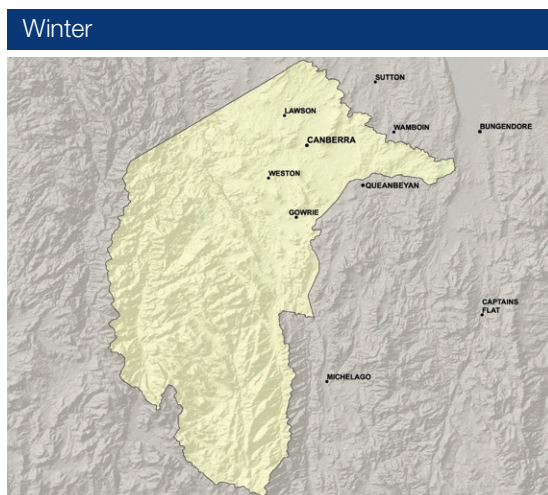 Winter
SUTTON
LAWSON
WAMBOIN
BUNGENDORE
CANBERRA
WESTON
QUEANBEYAN
GOWRIE
CAPTAINS
FLAT
MICHELAGO